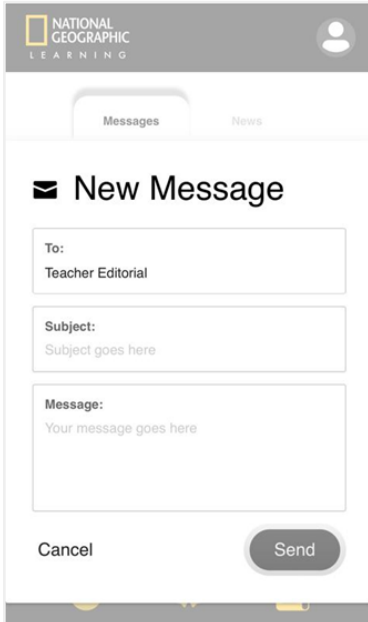 NATIONAL
GEOGRAPHIC
LEARNING
Messages
News
New Message
To:
Teacher Editorial
Subject:
Subject goes here
Message:
Your message goes here
Cancel
Send